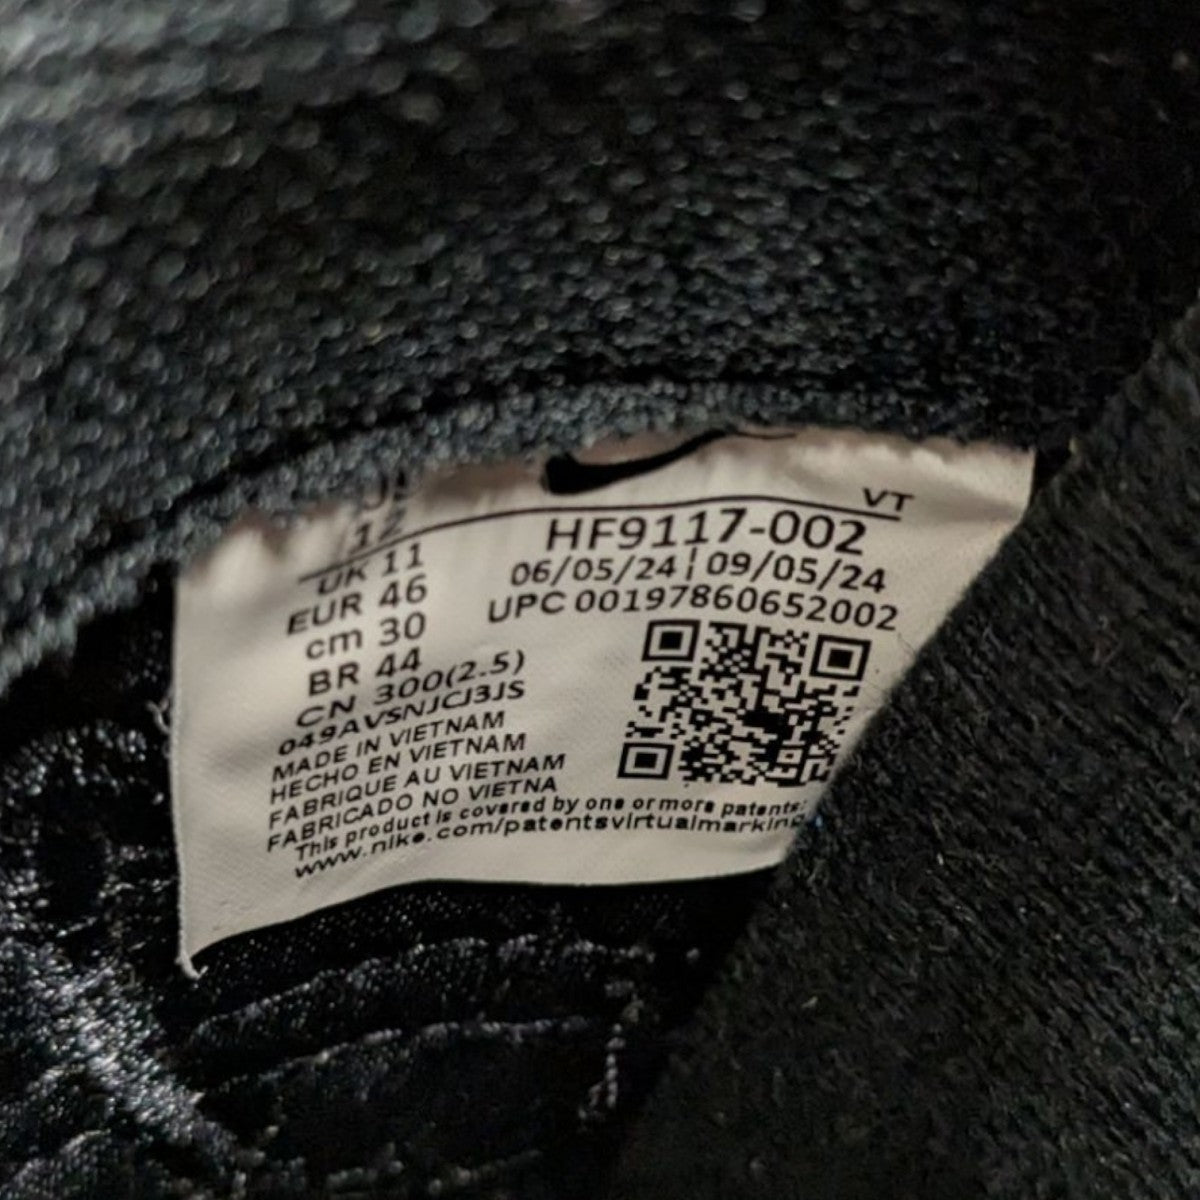 VT
US
12
UK 11
EUR 46
cm 30
BR 44
CN 300(2.5)
HF9117-002
06/05/24 ¦ 09/05/24
UPC 00197860652002
049AVSNJCJ3JS
MADE IN VIETNAM
HECHO EN VIETNAM
FABRIQUE AU VIETNAM
FABRICADO NO VIETNA
This product is covered by one or more patents:
www.nike.com/patentsvirtualmarking